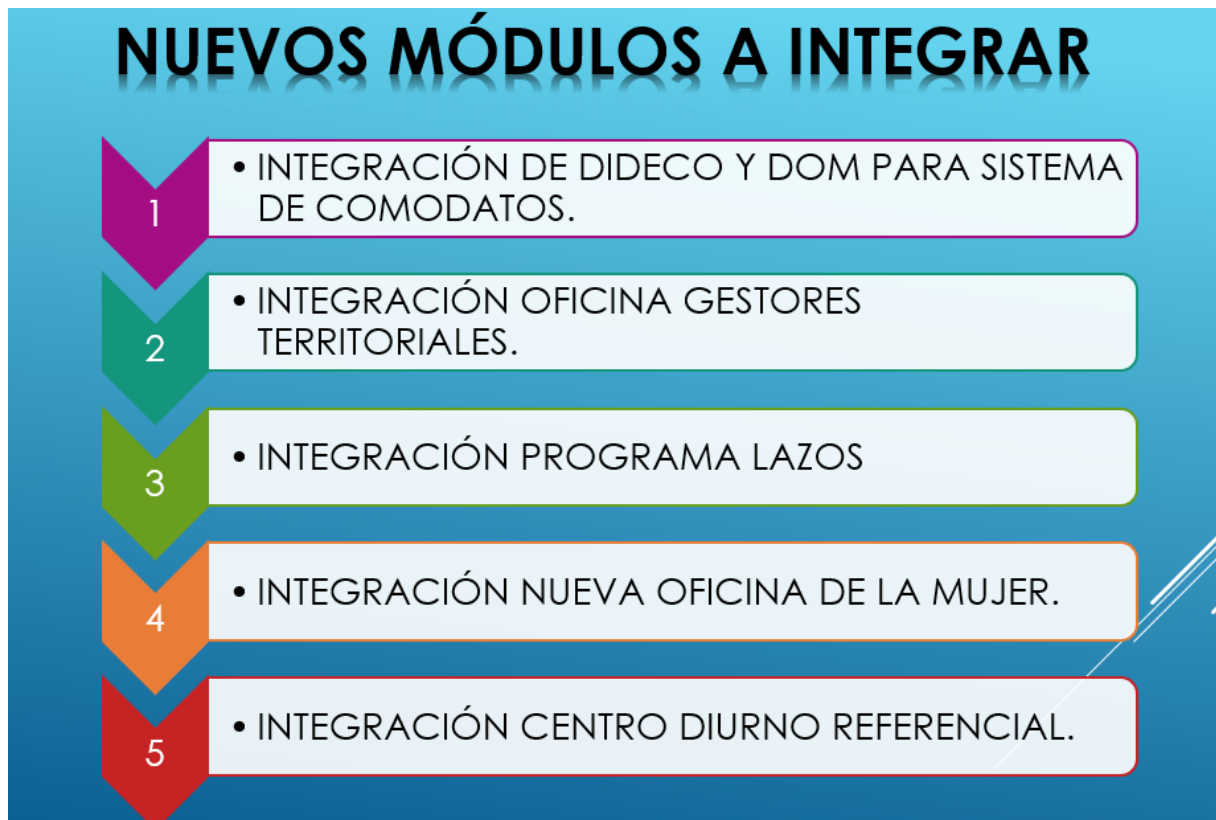 NUEVOS MÓDULOS A INTEGRAR
1
• INTEGRACIÓN DE DIDECO Y DOM PARA SISTEMA
DE COMODATOS.
2
• INTEGRACIÓN OFICINA GESTORES
TERRITORIALES.
3
• INTEGRACIÓN PROGRAMA LAZOS
4
• INTEGRACIÓN NUEVA OFICINA DE LA MUJER.
5
• INTEGRACIÓN CENTRO DIURNO REFERENCIAL.